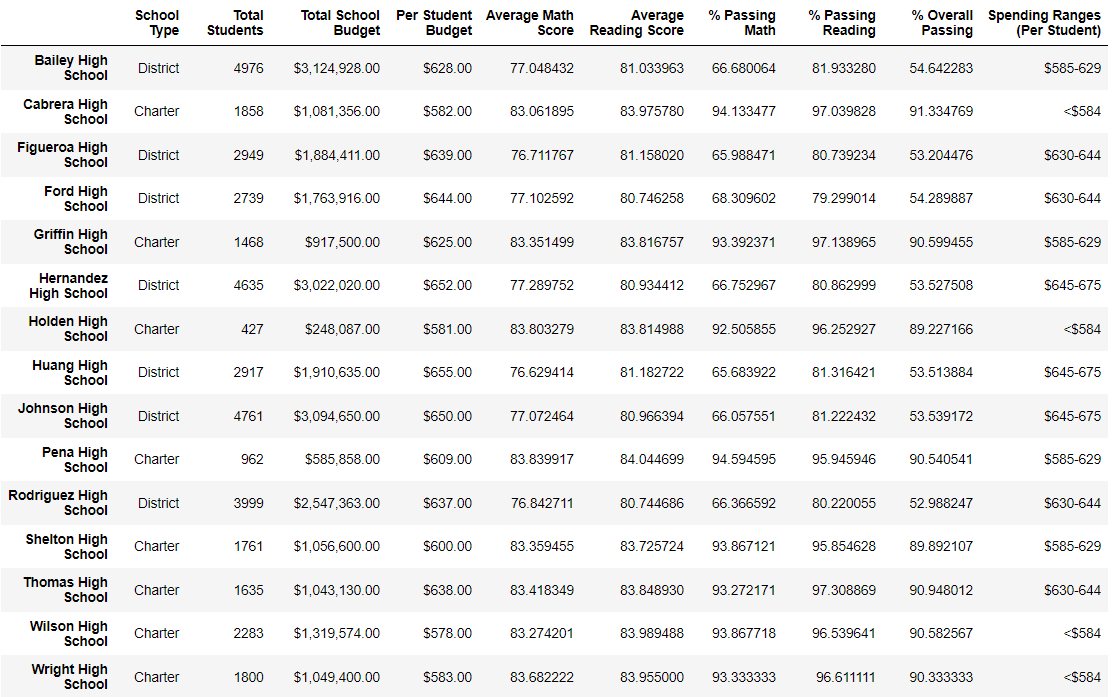 School Type Total Students Total School Budget Per Student Budget Average Math Score Average Reading Score % Passing Math % Passing Reading % Overall Passing Spending Ranges (Per Student)
Bailey High School District 4976 $3,124,928.00 $628.00 77.048432 81.033963 66.680064 81.933280 54.642283 $585-629
Cabrera High School Charter 1858 $1,081,356.00 $582.00 83.061895 83.975780 94.133477 97.039828 91.334769 <$584
Figueroa High School District 2949 $1,884,411.00 $639.00 76.711767 81.158020 65.988471 80.739234 53.204476 $630-644
Ford High School District 2739 $1,763,916.00 $644.00 77.102592 80.746258 68.309602 79.299014 54.289887 $630-644
Griffin High School Charter 1468 $917,500.00 $625.00 83.351499 83.816757 93.392371 97.138965 90.599455 $585-629
Hernandez High School District 4635 $3,022,020.00 $652.00 77.289752 80.934412 66.752967 80.862999 53.527508 $645-675
Holden High School Charter 427 $248,087.00 $581.00 83.803279 83.814988 92.505855 96.252927 89.227166 <$584
Huang High School District 2917 $1,910,635.00 $655.00 76.629414 81.182722 65.683922 81.316421 53.513884 $645-675
Johnson High School District 4761 $3,094,650.00 $650.00 77.072464 80.966394 66.057551 81.222432 53.539172 $645-675
Pena High School Charter 962 $585,858.00 $609.00 83.839917 84.044699 94.594595 95.945946 90.540541 $585-629
Rodriguez High School District 3999 $2,547,363.00 $637.00 76.842711 80.744686 66.366592 80.220055 52.988247 $630-644
Shelton High School Charter 1761 $1,056,600.00 $600.00 83.359455 83.725724 93.867121 95.854628 89.892107 $585-629
Thomas High School Charter 1635 $1,043,130.00 $638.00 83.418349 83.848930 93.272171 97.308869 90.948012 $630-644
Wilson High School Charter 2283 $1,319,574.00 $578.00 83.274201 83.989488 93.867718 96.539641 90.582567 <$584
Wright High School Charter 1800 $1,049,400.00 $583.00 83.682222 83.955000 93.333333 96.611111 90.333333 <$584